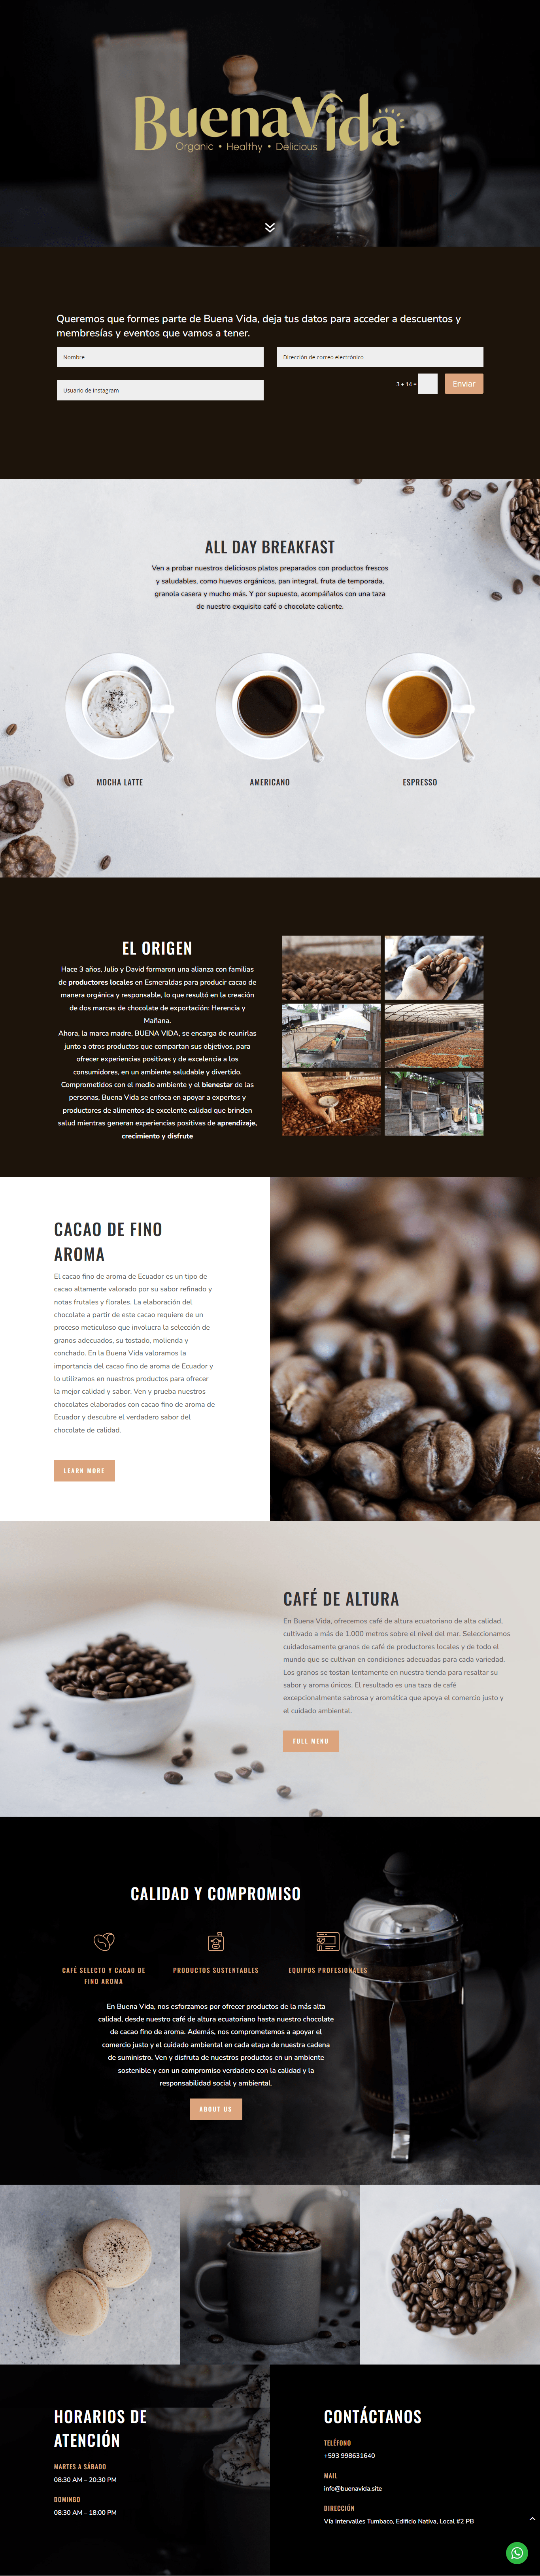 BuenaVida
Organic • Healthy • Delicious
Queremos que formes parte de Buena Vida, deja tus datos para acceder a descuentos y
membresías y eventos que vamos a tener.
Nombre
Dirección de correo electrónico
Usuario de Instagram
3 + 14 =
Enviar
ALL DAY BREAKFAST
Ven a probar nuestros deliciosos platos preparados con productos frescos
y saludables, como huevos orgánicos, pan integral, fruta de temporada,
granola casera y mucho más. Y por supuesto, acompáñalos con una taza
de nuestro exquisito café o chocolate caliente.
MOCHA LATTE
AMERICANO
ESPRESSO
EL ORIGEN
Hace 3 años, Julio y David formaron una alianza con familias
de productores locales en Esmeraldas para producir cacao de
manera orgánica y responsable, lo que resultó en la creación
de dos marcas de chocolate de exportación: Herencia y
Mañana.
Ahora, la marca madre, BUENA VIDA, se encarga de reunirlas
junto a otros productos que compartan sus objetivos, para
ofrecer experiencias positivas y de excelencia a los
consumidores, en un ambiente saludable y divertido.
Comprometidos con el medio ambiente y el bienestar de las
personas, Buena Vida se enfoca en apoyar a expertos y
productores de alimentos de excelente calidad que brinden
salud mientras generan experiencias positivas de aprendizaje,
crecimiento y disfrute
CACAO DE FINO
AROMA
El cacao fino de aroma de Ecuador es un tipo de
cacao altamente valorado por su sabor refinado y
notas frutales y florales. La elaboración del
chocolate a partir de este cacao requiere de un
proceso meticuloso que involucra la selección de
granos adecuados, su tostado, molienda y
conchado. En la Buena Vida valoramos la
importancia del cacao fino de aroma de Ecuador y
lo utilizamos en nuestros productos para ofrecer
la mejor calidad y sabor. Ven y prueba nuestros
chocolates elaborados con cacao fino de aroma de
Ecuador y descubre el verdadero sabor del
chocolate de calidad.
LEARN MORE
CAFÉ DE ALTURA
En Buena Vida, ofrecemos café de altura ecuatoriano de alta calidad,
cultivado a más de 1.000 metros sobre el nivel del mar. Seleccionamos
cuidadosamente granos de café de productores locales y de todo el
mundo que se cultivan en condiciones adecuadas para cada variedad.
Los granos se tostan lentamente en nuestra tienda para resaltar su
sabor y aroma únicos. El resultado es una taza de café
excepcionalmente sabrosa y aromática que apoya el comercio justo y
el cuidado ambiental.
FULL MENU
CALIDAD Y COMPROMISO
CAFÉ SELECTO Y CACAO DE
FINO AROMA
PRODUCTOS SUSTENTABLES
EQUIPOS PROFESIONALES
En Buena Vida, nos esforzamos por ofrecer productos de la más alta
calidad, desde nuestro café de altura ecuatoriano hasta nuestro chocolate
de cacao fino de aroma. Además, nos comprometemos a apoyar el
comercio justo y el cuidado ambiental en cada etapa de nuestra cadena
de suministro. Ven y disfruta de nuestros productos en un ambiente
sostenible y con un compromiso verdadero con la calidad y la
responsabilidad social y ambiental.
ABOUT US
HORARIOS DE
ATENCIÓN
MARTES A SÁBADO
08:30 AM – 20:30 PM
DOMINGO
08:30 AM – 18:00 PM
CONTÁCTANOS
TELÉFONO
+593 998631640
MAIL
info@buenavida.site
DIRECCIÓN
Vía Intervalles Tumbaco, Edificio Nativa, Local #2 PB